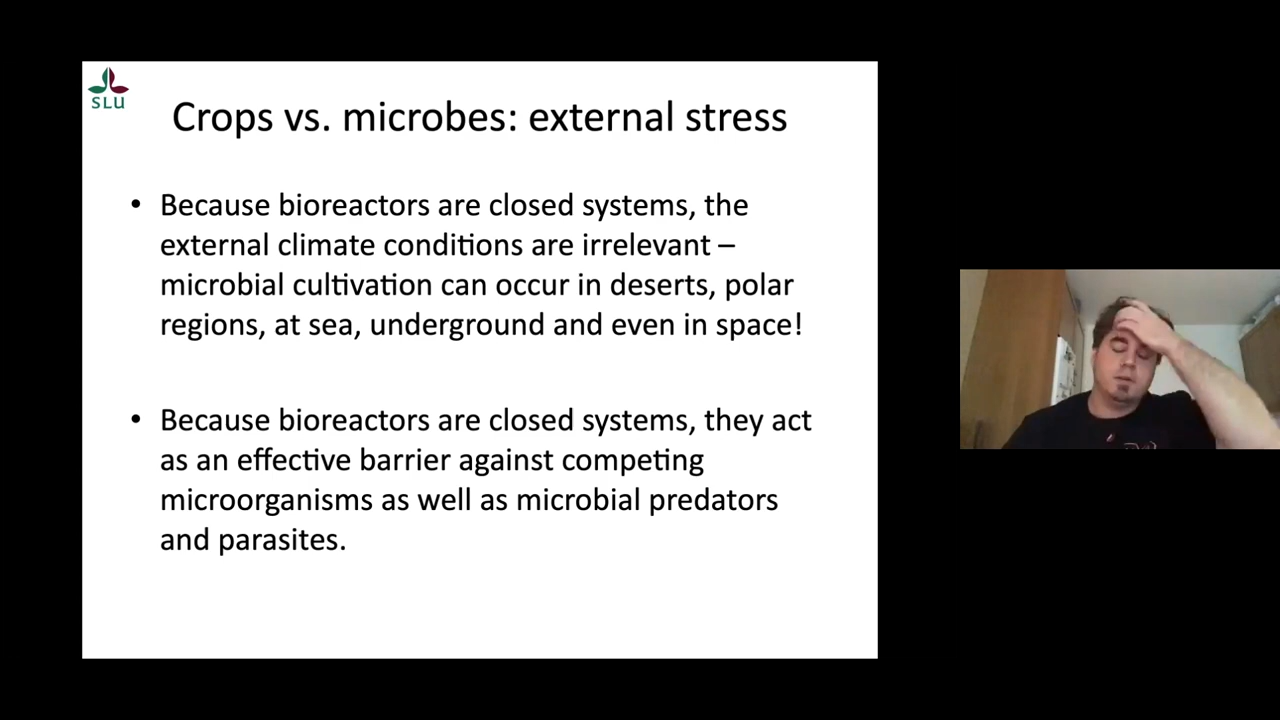 SLU
Crops vs. microbes: external stress
• Because bioreactors are closed systems, the
external climate conditions are irrelevant –
microbial cultivation can occur in deserts, polar
regions, at sea, underground and even in space!
• Because bioreactors are closed systems, they act
as an effective barrier against competing
microorganisms as well as microbial predators
and parasites.